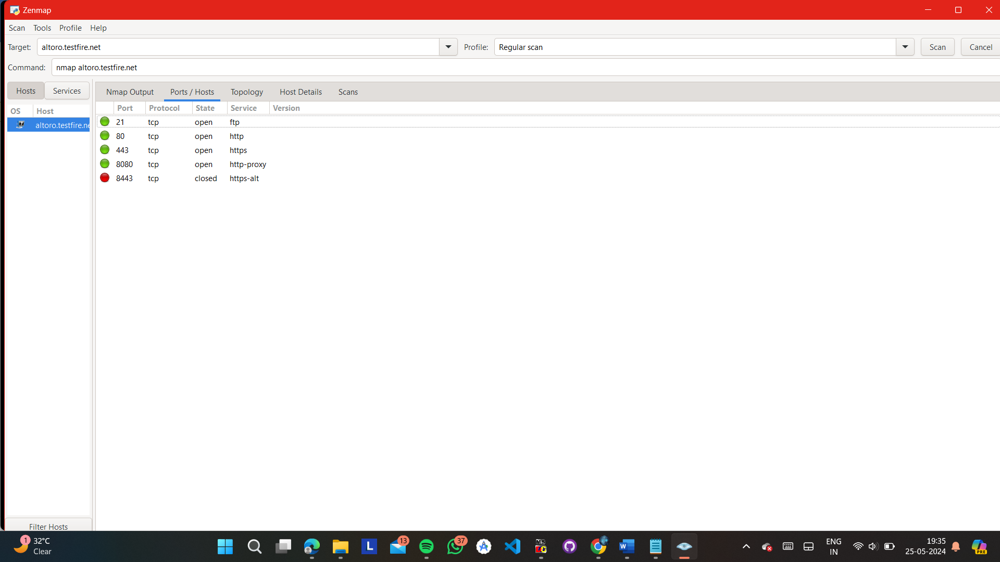 Zenmap
Scan Tools Profile Help
Target: altoro.testfire.net Profile: Regular scan Scan Cancel
Command: nmap altoro.testfire.net
Hosts Services Nmap Output Ports / Hosts Topology Host Details Scans
OS Host Port Protocol State Service Version
altoro.testfire.ne
21 tcp open ftp
80 tcp open http
443 tcp open https
8080 tcp open http-proxy
8443 tcp closed https-alt
Filter Hosts
1 32°C
Clear
L 13 37 Ms W PRE
ENG
IN
19:35
25-05-2024